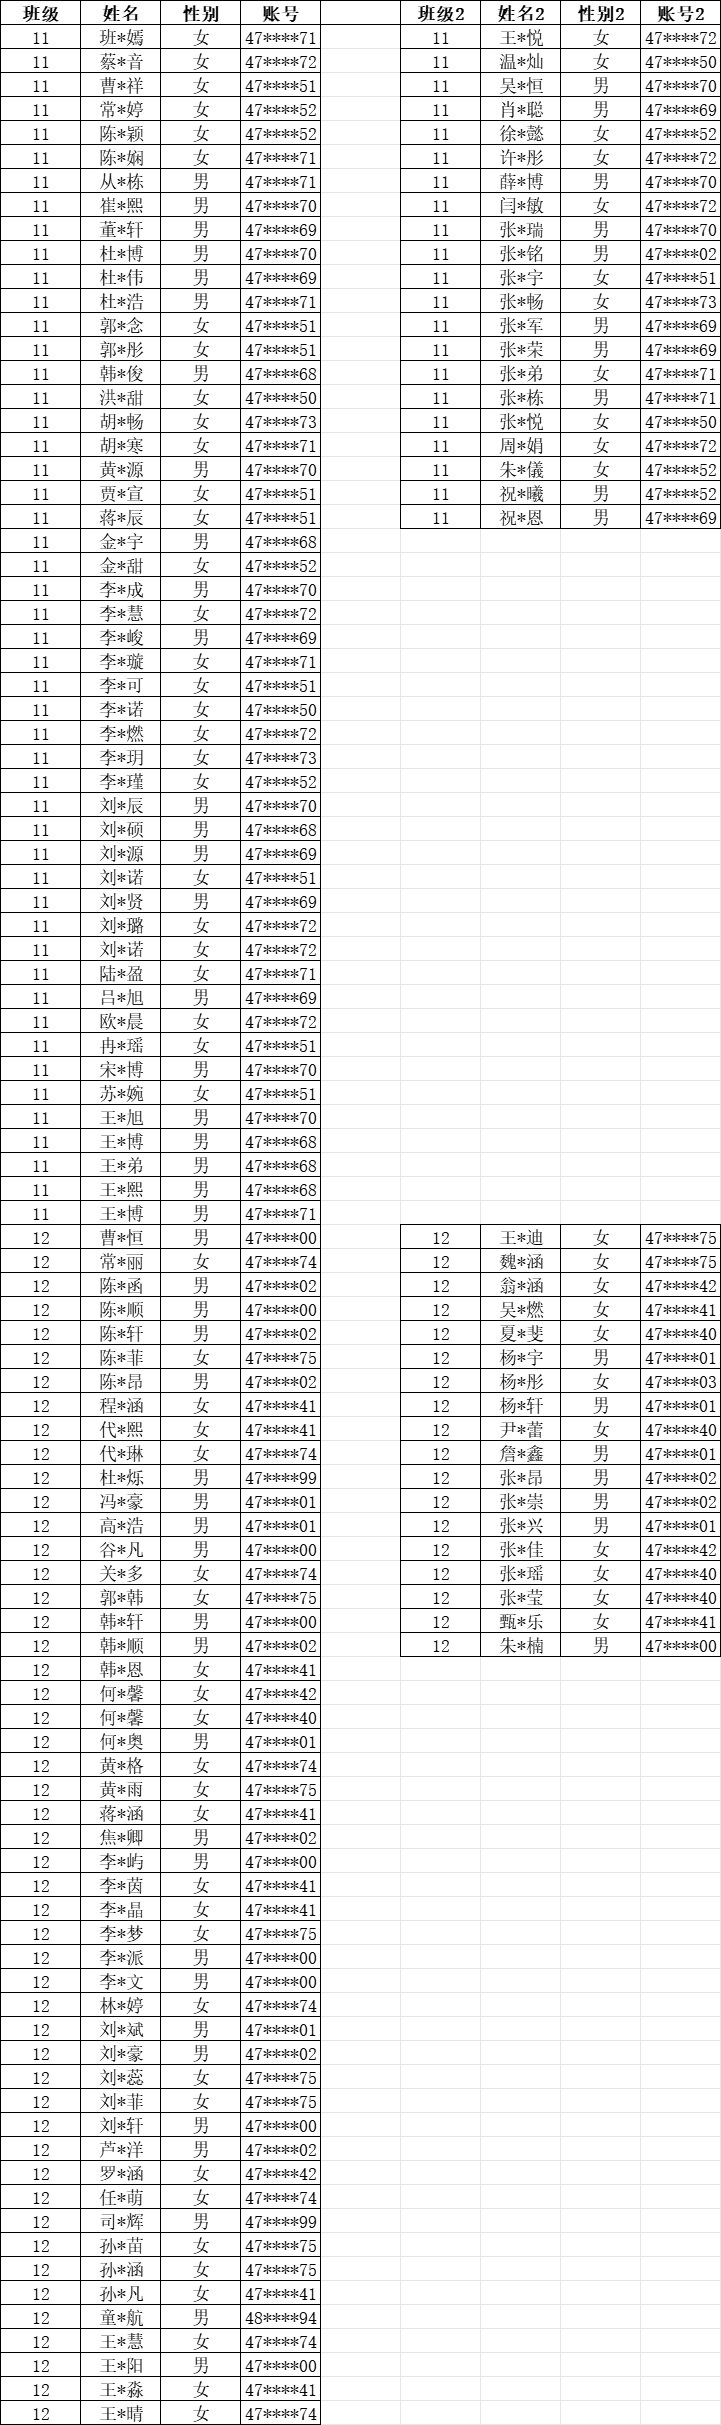 班级 姓名 性别 账号 班级2 姓名2 性别2 账号2
11 班*嫣 女 47****71 11 王*悦 女 47****72
11 蔡*音 女 47****72 11 温*灿 女 47****50
11 曹*祥 女 47****51 11 吴*恒 男 47****70
11 常*婷 女 47****52 11 肖*聪 男 47****69
11 陈*颖 女 47****52 11 徐*懿 女 47****52
11 陈*娴 女 47****71 11 许*彤 女 47****72
11 从*栋 男 47****71 11 薛*博 男 47****70
11 崔*熙 男 47****70 11 闫*敏 女 47****72
11 董*轩 男 47****69 11 张*瑞 男 47****70
11 杜*博 男 47****70 11 张*铭 男 47****02
11 杜*伟 男 47****69 11 张*宇 女 47****51
11 杜*浩 男 47****71 11 张*畅 女 47****73
11 郭*念 女 47****51 11 张*军 男 47****69
11 郭*彤 女 47****51 11 张*荣 男 47****69
11 韩*俊 男 47****68 11 张*弟 女 47****71
11 洪*甜 女 47****50 11 张*栋 男 47****71
11 胡*畅 女 47****73 11 张*悦 女 47****50
11 胡*寒 女 47****71 11 周*娟 女 47****72
11 黄*源 男 47****70 11 朱*儀 女 47****52
11 贾*宣 女 47****51 11 祝*曦 男 47****52
11 蒋*辰 女 47****51 11 祝*恩 男 47****69
11 金*宇 男 47****68
11 金*甜 女 47****52
11 李*成 男 47****70
11 李*慧 女 47****72
11 李*峻 男 47****69
11 李*璇 女 47****71
11 李*可 女 47****51
11 李*诺 女 47****50
11 李*燃 女 47****72
11 李*玥 女 47****73
11 李*瑾 女 47****52
11 刘*辰 男 47****70
11 刘*硕 男 47****68
11 刘*源 男 47****69
11 刘*诺 女 47****51
11 刘*贤 男 47****69
11 刘*璐 女 47****72
11 刘*诺 女 47****72
11 陆*盈 女 47****71
11 吕*旭 男 47****69
11 欧*晨 女 47****72
11 冉*瑶 女 47****51
11 宋*博 男 47****70
11 苏*婉 女 47****51
11 王*旭 男 47****70
11 王*博 男 47****68
11 王*弟 男 47****68
11 王*熙 男 47****68
11 王*博 男 47****71
12 曹*恒 男 47****00 12 王*迪 女 47****75
12 常*丽 女 47****74 12 魏*涵 女 47****75
12 陈*函 男 47****02 12 翁*涵 女 47****42
12 陈*顺 男 47****00 12 吴*燃 女 47****41
12 陈*轩 男 47****02 12 夏*斐 女 47****40
12 陈*菲 女 47****75 12 杨*宇 男 47****01
12 陈*昂 男 47****02 12 杨*彤 女 47****03
12 程*涵 女 47****41 12 杨*轩 男 47****01
12 代*熙 女 47****41 12 尹*蕾 女 47****40
12 代*琳 女 47****74 12 詹*鑫 男 47****01
12 杜*烁 男 47****99 12 张*昂 男 47****02
12 冯*豪 男 47****01 12 张*崇 男 47****02
12 高*浩 男 47****01 12 张*兴 男 47****01
12 谷*凡 男 47****00 12 张*佳 女 47****42
12 关*多 女 47****74 12 张*瑶 女 47****40
12 郭*韩 女 47****75 12 张*莹 女 47****40
12 韩*轩 男 47****00 12 甄*乐 女 47****41
12 韩*顺 男 47****02 12 朱*楠 男 47****00
12 韩*恩 女 47****41
12 何*馨 女 47****42
12 何*馨 女 47****40
12 何*奥 男 47****01
12 黄*格 女 47****74
12 黄*雨 女 47****75
12 蒋*涵 女 47****41
12 焦*卿 男 47****02
12 李*屿 男 47****00
12 李*茵 女 47****41
12 李*晶 女 47****41
12 李*梦 女 47****75
12 李*派 男 47****00
12 李*文 男 47****00
12 林*婷 女 47****74
12 刘*斌 男 47****01
12 刘*豪 男 47****02
12 刘*蕊 女 47****75
12 刘*菲 女 47****75
12 刘*轩 男 47****00
12 芦*洋 男 47****02
12 罗*涵 女 47****42
12 任*萌 女 47****74
12 司*辉 男 47****99
12 孙*苗 女 47****75
12 孙*涵 女 47****75
12 孙*凡 女 47****41
12 童*航 男 48****94
12 王*慧 女 47****74
12 王*阳 男 47****00
12 王*淼 女 47****41
12 王*晴 女 47****74